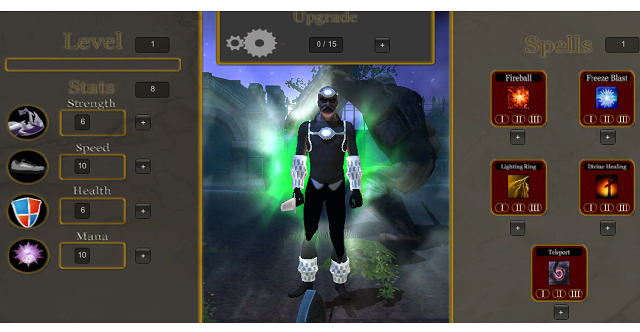 Upgrade
0 / 15 +
Level 1
Stats 8
Strength
6 +
Speed
10 +
Health
6 +
Mana
10 +
Spells 1
Fireball
I II III
+
Freeze Blast
I II III
+
Lighting Ring
I II III
+
Divine Healing
I II III
+
Teleport
I II III
+